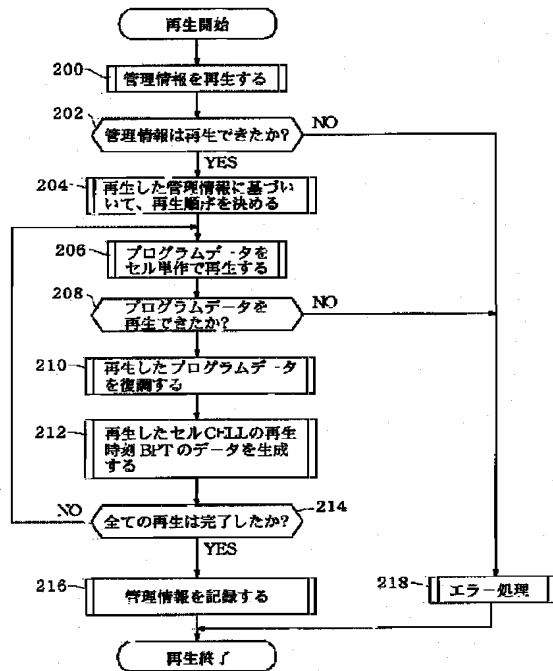 再生開始
200
管理情報を再生する
202
管理情報は再生できたか?
NO
YES
204
再生した管理情報に基づい
いて、再生順序を決める
206
プログラムデータを
セル単作で再生する
208
プログラムデータを
再生できたか?
NO
210
再生したプログラムデータ
を復調する
212
再生したセルCELLの再生
時刻BPTのデータを生成
する
NO
全ての再生は完了したか?
214
YES
216
管理情報を記録する
218
エラー処理
再生終了